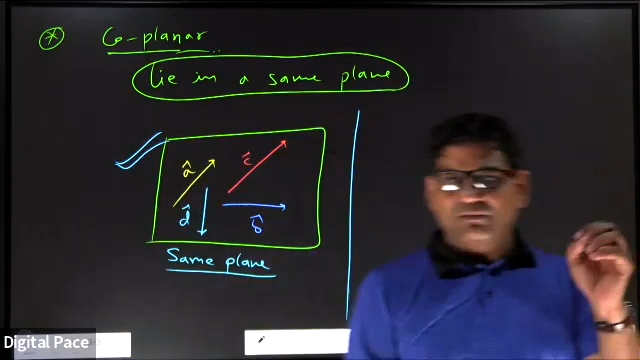 * Co-planar
lie in a same plane
â ĉ
d̂ b̂
Same plane
Digital Pace